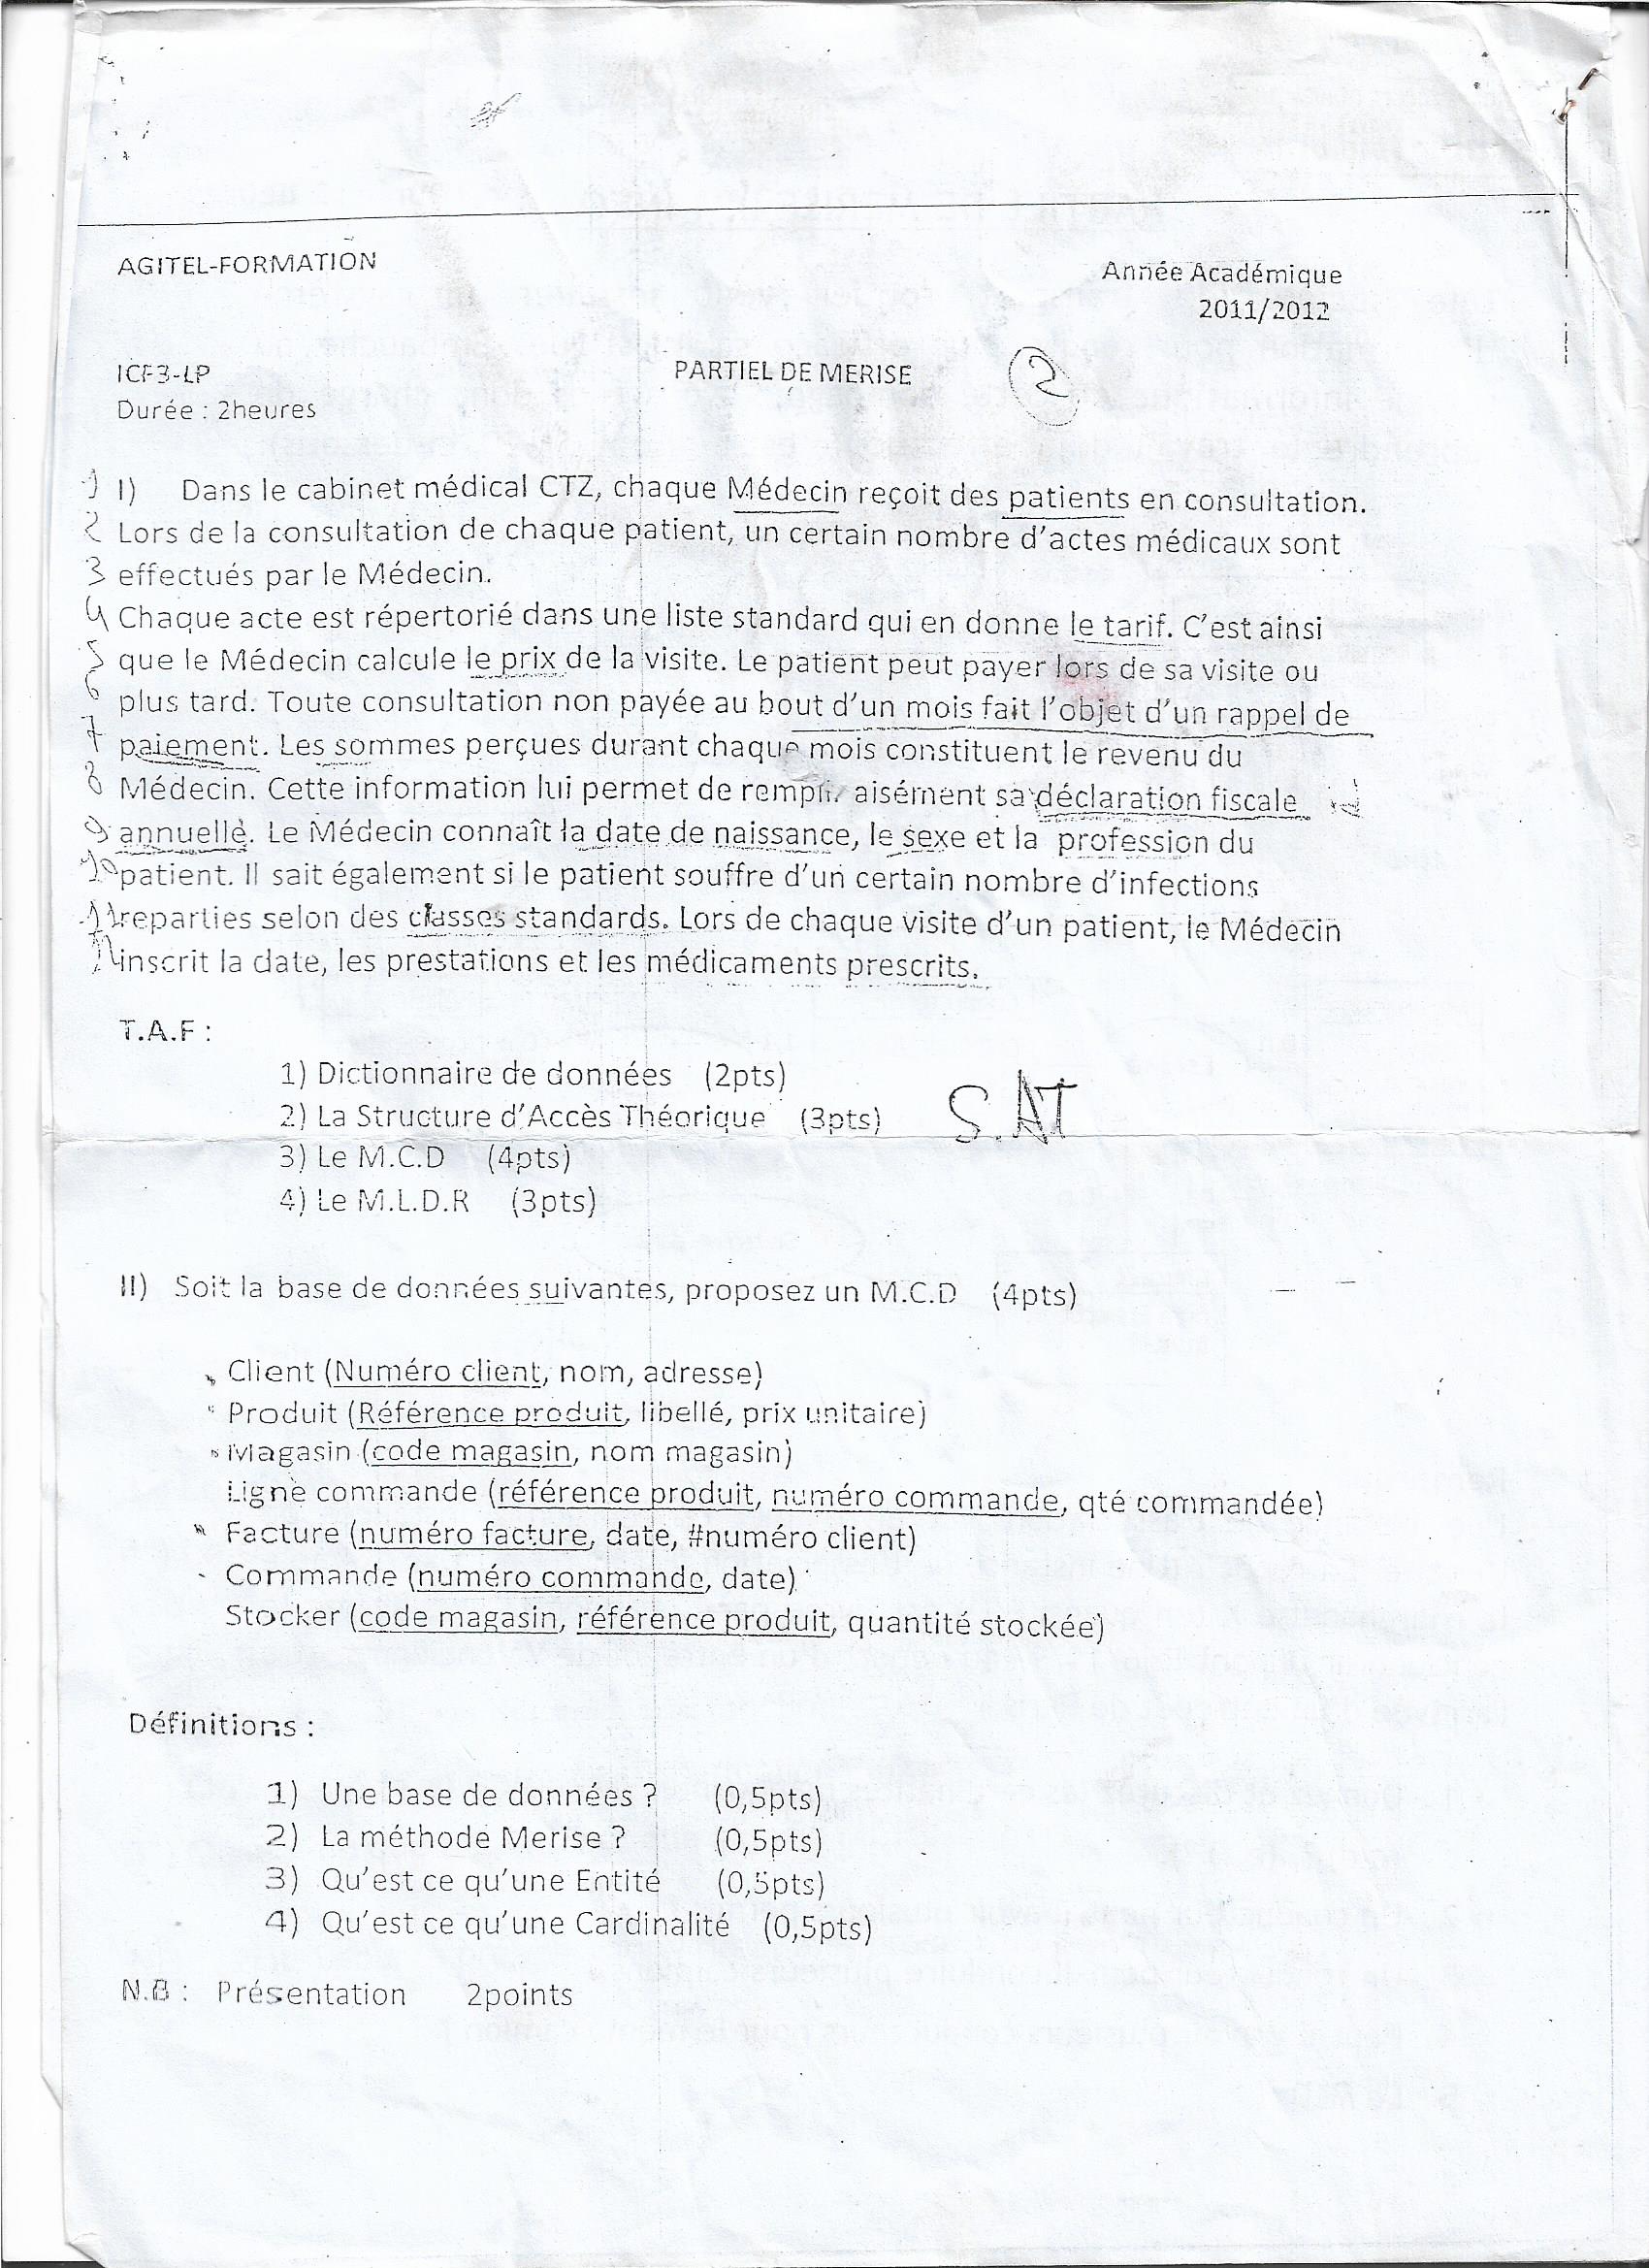 AGITEL-FORMATION
Année Académique
2011/2012
ICF3-LP
PARTIEL DE MERISE
2
Durée : 2heures
1 I) Dans le cabinet médical CTZ, chaque Médecin reçoit des patients en consultation.
2 Lors de la consultation de chaque patient, un certain nombre d'actes médicaux sont
3 effectués par le Médecin.
4 Chaque acte est répertorié dans une liste standard qui en donne le tarif. C'est ainsi
5 que le Médecin calcule le prix de la visite. Le patient peut payer lors de sa visite ou
6 plus tard. Toute consultation non payée au bout d'un mois fait l'objet d'un rappel de
7 paiement. Les sommes perçues durant chaque mois constituent le revenu du
8 Médecin. Cette information lui permet de remplir aisément sa déclaration fiscale
9 annuelle. Le Médecin connaît la date de naissance, le sexe et la profession du
10 patient. Il sait également si le patient souffre d'un certain nombre d'infections
11 reparties selon des classes standards. Lors de chaque visite d'un patient, le Médecin
inscrit la date, les prestations et les médicaments prescrits.
T.A.F :
1) Dictionnaire de données (2pts)
2) La Structure d'Accès Théorique (3pts) S.AT
3) Le M.C.D (4pts)
4) Le M.L.D.R (3pts)
II) Soit la base de données suivantes, proposez un M.C.D (4pts)
Client (Numéro client, nom, adresse)
Produit (Référence produit, libellé, prix unitaire)
Magasin (code magasin, nom magasin)
Ligne commande (référence produit, numéro commande, qté commandée)
Facture (numéro facture, date, #numéro client)
- Commande (numéro commande, date)
Stocker (code magasin, référence produit, quantité stockée)
Définitions :
1) Une base de données ? (0,5pts)
2) La méthode Merise ? (0,5pts)
3) Qu'est ce qu'une Entité (0,5pts)
4) Qu'est ce qu'une Cardinalité (0,5pts)
N.B : Présentation 2points